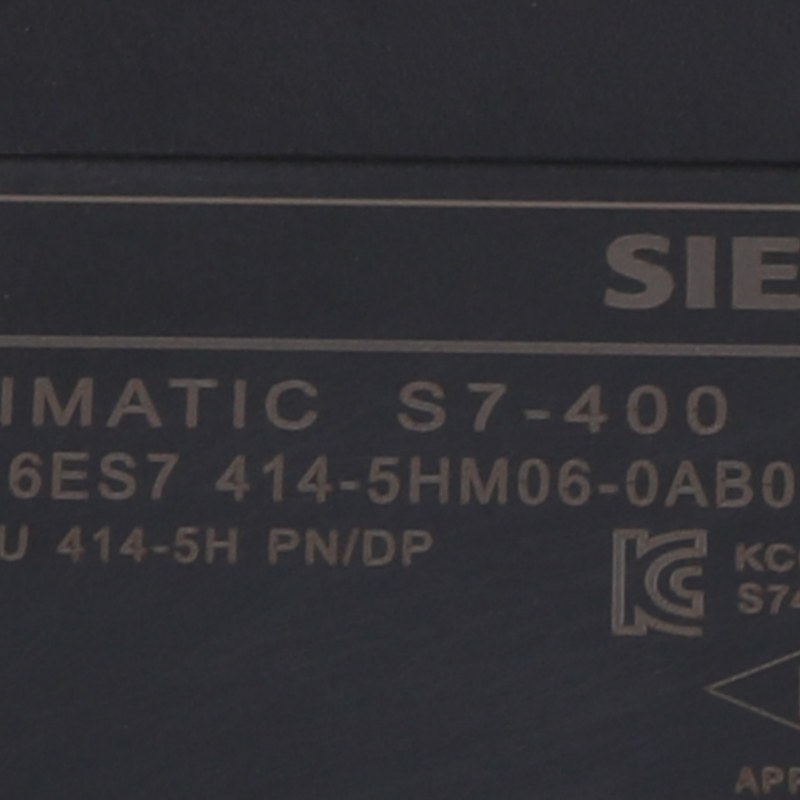 SIE
IMATIC S7-400
6ES7 414-5HM06-0AB0
U 414-5H PN/DP
KC
S74
APP